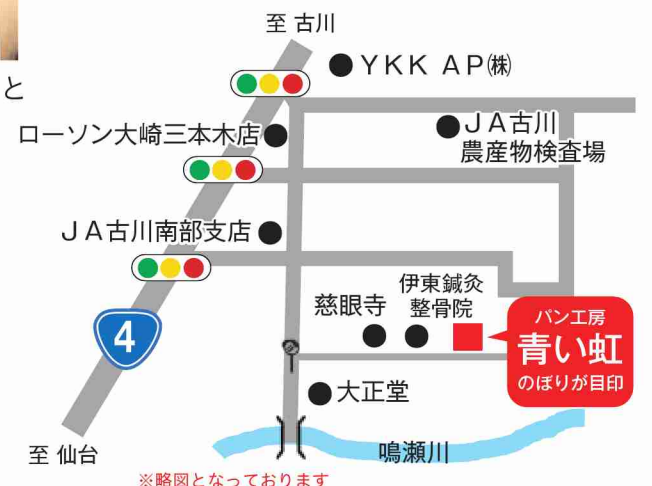 至 古川
YKK AP㈱
と
ローソン大崎三本木店
JA古川
農産物検査場
JA古川南部支店
伊東鍼灸
整骨院
慈眼寺
パン工房
青い虹
のぼりが目印
4
大正堂
至 仙台
鳴瀬川
※略図となっております